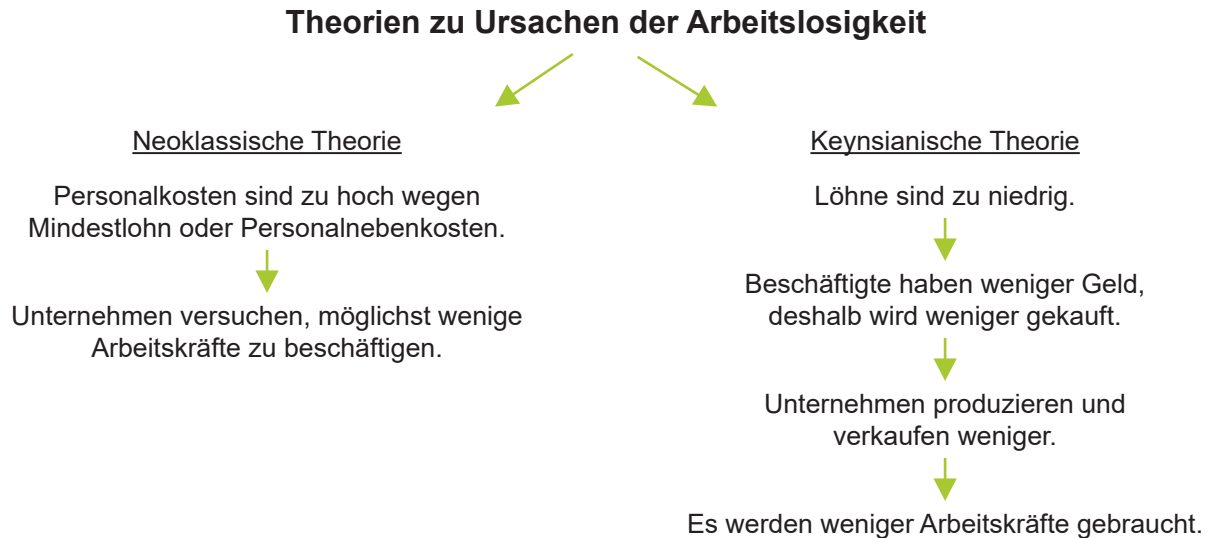 Theorien zu Ursachen der Arbeitslosigkeit
Neoklassische Theorie
Personalkosten sind zu hoch wegen
Mindestlohn oder Personalnebenkosten.
Unternehmen versuchen, möglichst wenige
Arbeitskräfte zu beschäftigen.
Keynsianische Theorie
Löhne sind zu niedrig.
Beschäftigte haben weniger Geld,
deshalb wird weniger gekauft.
Unternehmen produzieren und
verkaufen weniger.
Es werden weniger Arbeitskräfte gebraucht.